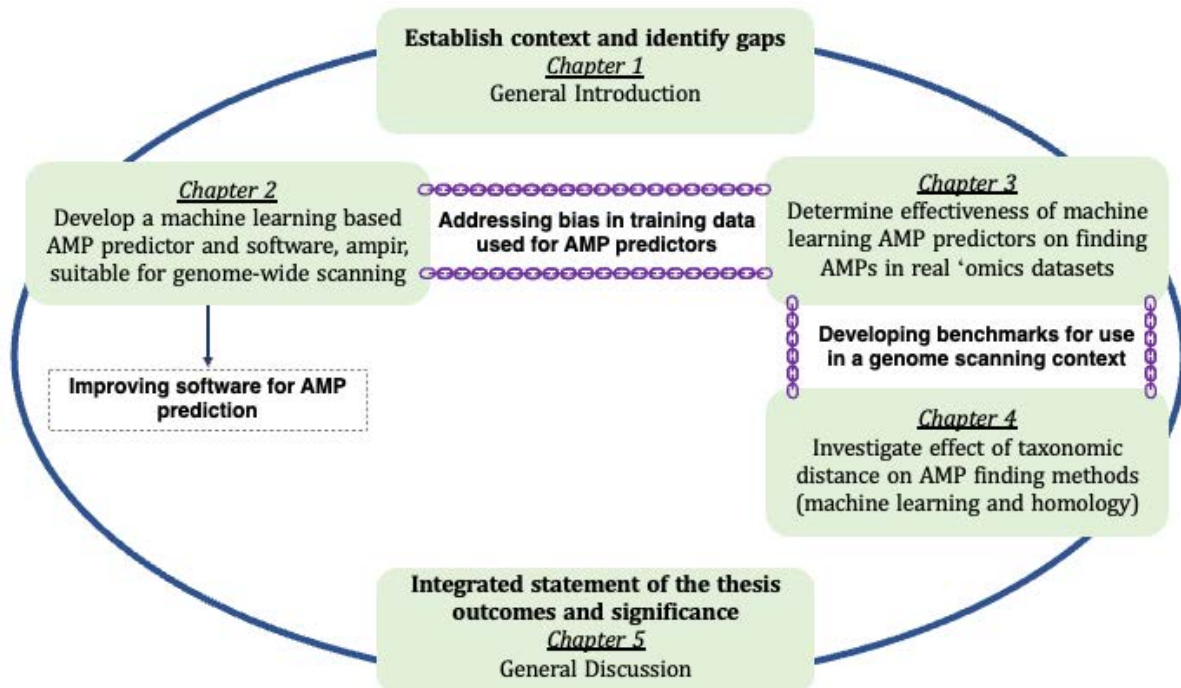 Establish context and identify gaps
Chapter 1
General Introduction
Chapter 2
Develop a machine learning based
AMP predictor and software, ampir,
suitable for genome-wide scanning
Addressing bias in training data
used for AMP predictors
Chapter 3
Determine effectiveness of machine
learning AMP predictors on finding
AMPs in real ‘omics datasets
Improving software for AMP
prediction
Developing benchmarks for use
in a genome scanning context
Chapter 4
Investigate effect of taxonomic
distance on AMP finding methods
(machine learning and homology)
Integrated statement of the thesis
outcomes and significance
Chapter 5
General Discussion